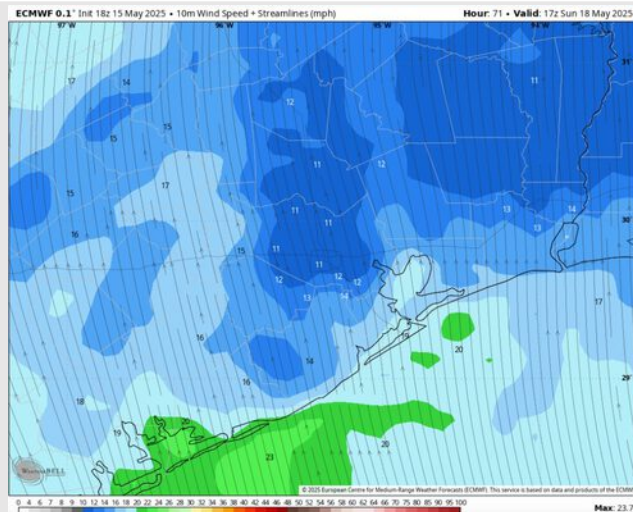 ECMWF 0.1° Init 18z 15 May 2025 • 10m Wind Speed + Streamlines (mph) Hour: 71 • Valid: 17z Sun 18 May 2025
97°W 96°W 95°W 94°W
31°
17 14 12 11
15 15
11 12
15 17 11 13 14 30°
16 11 13
15 11
11 12 12
12 13 14
17
16 19 20
14
16 29°
18
19 20 20
23
WeatherBELL
© 2025 European Centre for Medium-Range Weather Forecasts (ECMWF). This service is based on data and products of the ECMWF
0 4 6 8 9 10 12 14 16 18 20 22 24 26 28 30 32 34 36 38 40 42 44 46 48 50 52 54 56 58 60 65 70 75 80 85 90 95 100
Max: 23.7